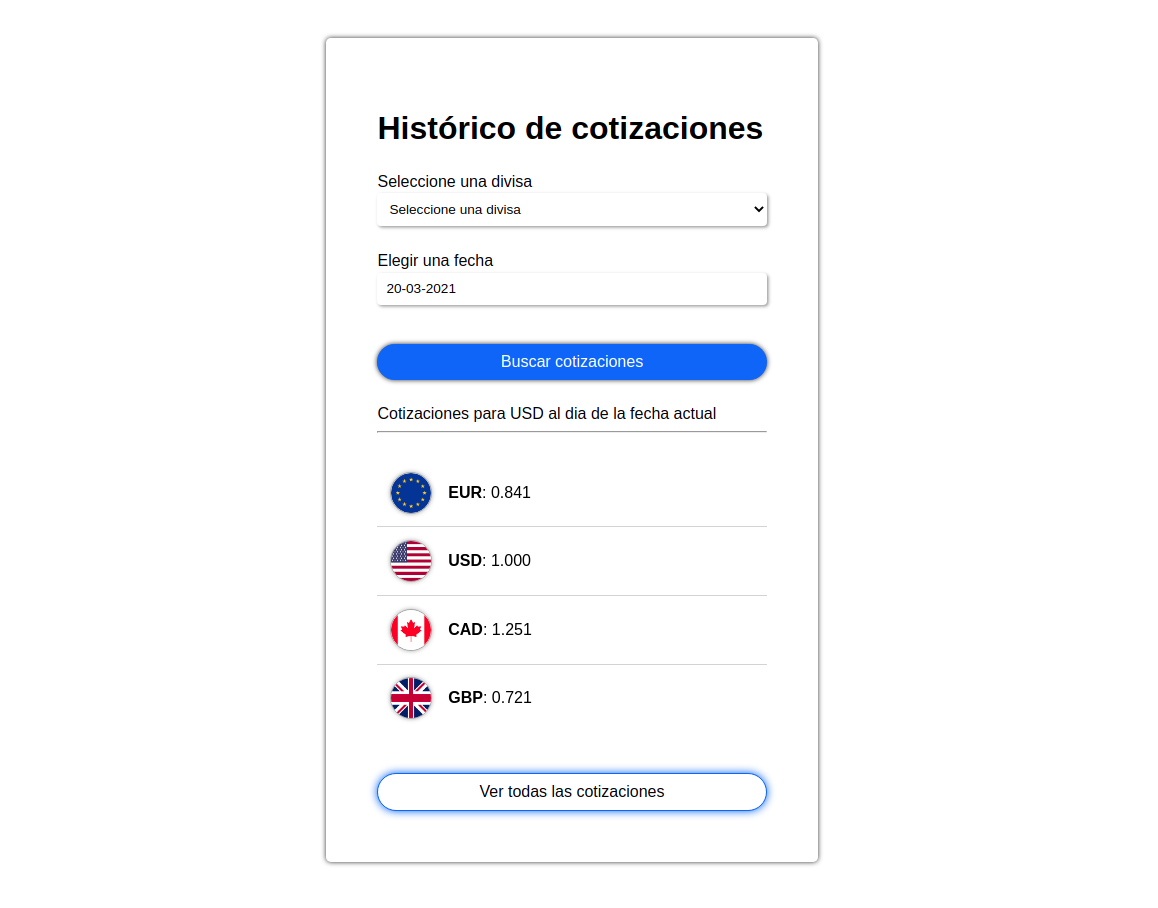 Histórico de cotizaciones
Seleccione una divisa
Seleccione una divisa
Elegir una fecha
20-03-2021
Buscar cotizaciones
Cotizaciones para USD al dia de la fecha actual
EUR: 0.841
USD: 1.000
CAD: 1.251
GBP: 0.721
Ver todas las cotizaciones